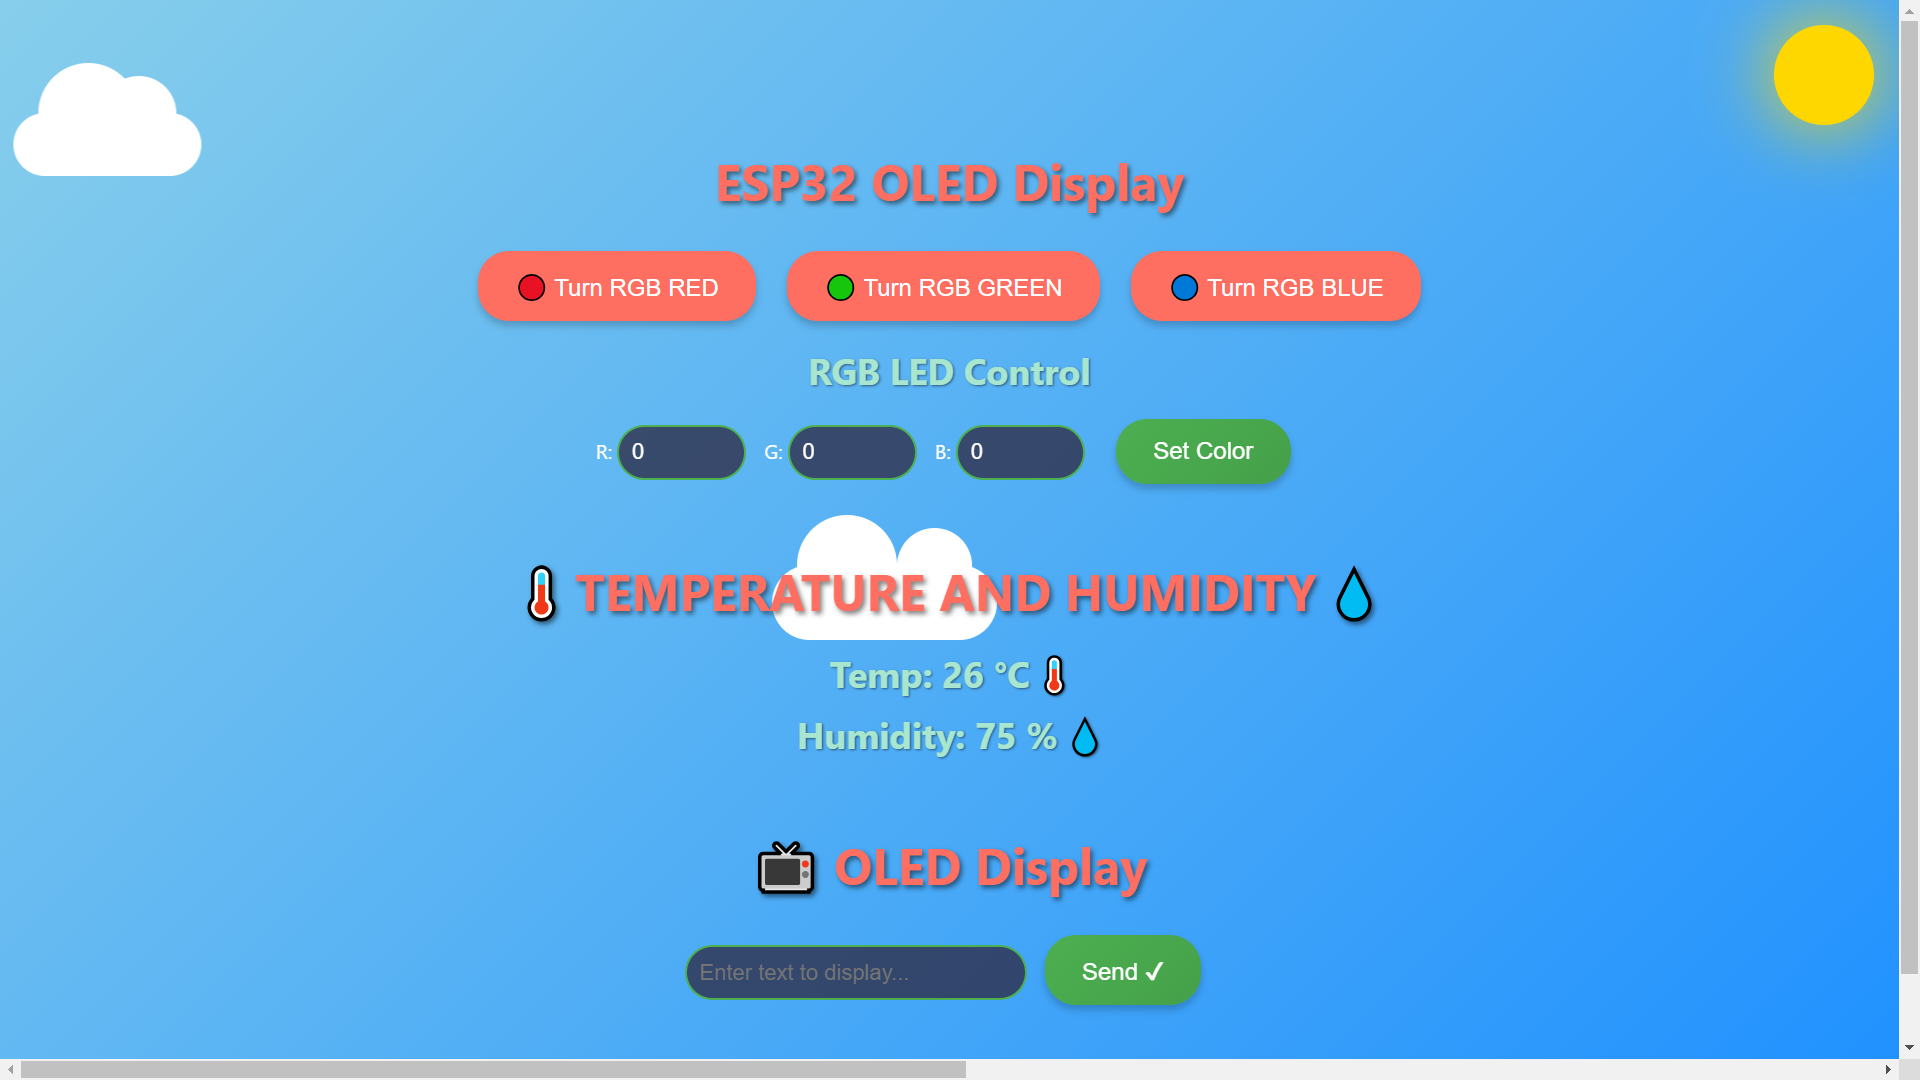 ESP32 OLED Display
🔴 Turn RGB RED 🟢 Turn RGB GREEN 🔵 Turn RGB BLUE
RGB LED Control
R: 0 G: 0 B: 0 Set Color
🌡️ TEMPERATURE AND HUMIDITY 💧
Temp: 26 °C 🌡️
Humidity: 75 % 💧
📺 OLED Display
Enter text to display... Send ✔